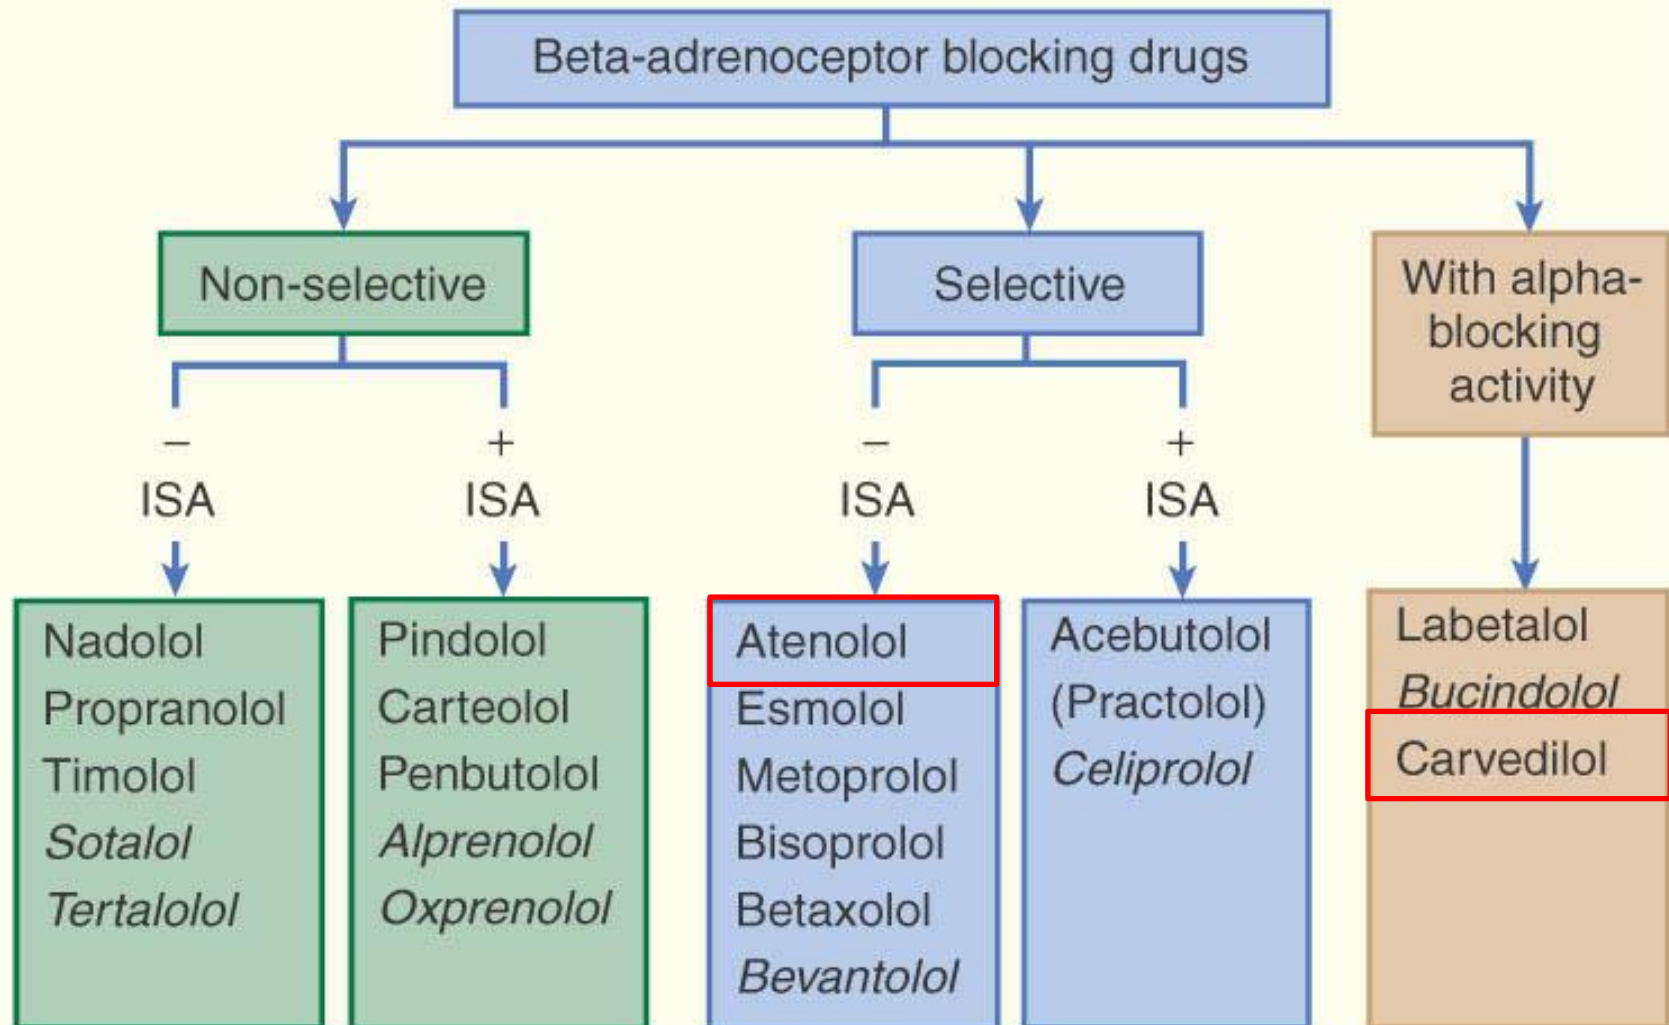 Beta-adrenoceptor blocking drugs
Non-selective
Selective
With alpha-
blocking
activity
–
ISA
+
ISA
–
ISA
+
ISA
Nadolol
Propranolol
Timolol
Sotalol
Tertalolol
Pindolol
Carteolol
Penbutolol
Alprenolol
Oxprenolol
Atenolol
Esmolol
Metoprolol
Bisoprolol
Betaxolol
Bevantolol
Acebutolol
(Practolol)
Celiprolol
Labetalol
Bucindolol
Carvedilol